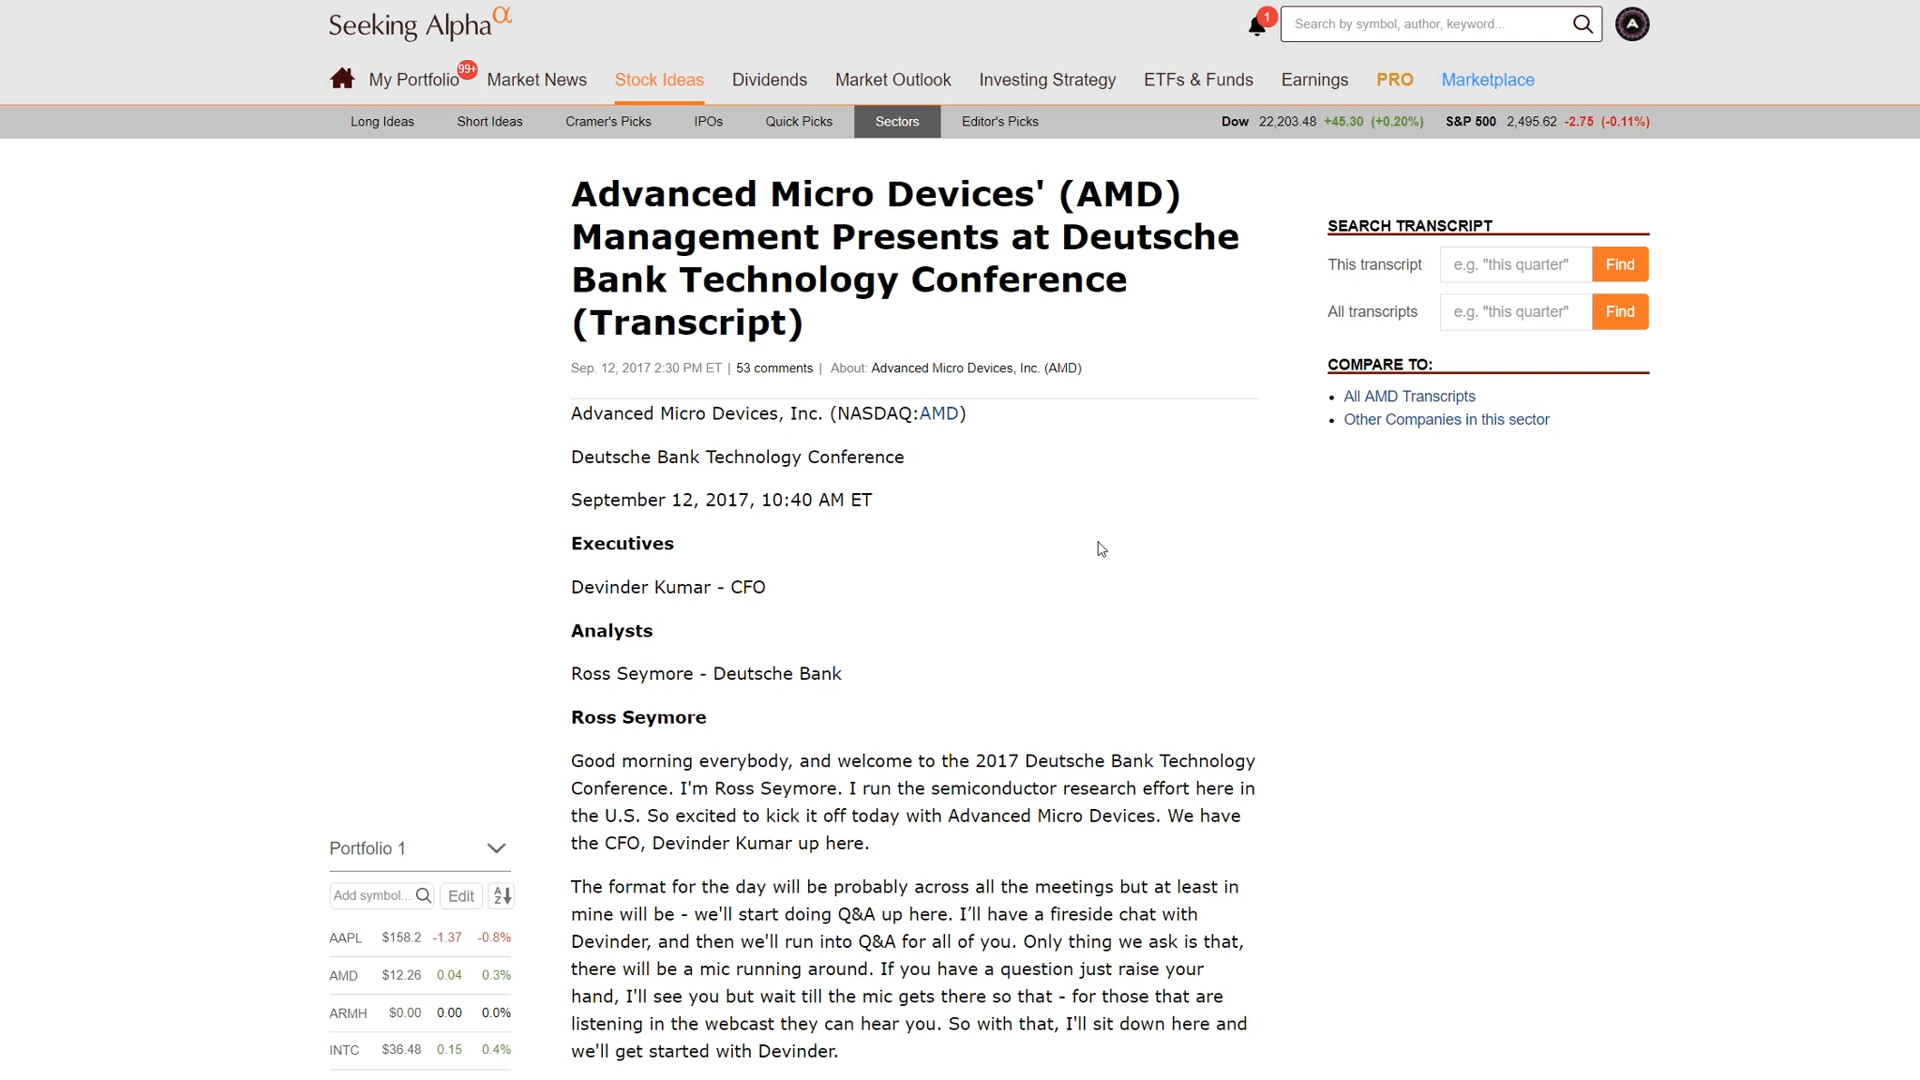 Seeking Alpha α
1
Search by symbol, author, keyword...
A
My Portfolio 99+ Market News Stock Ideas Dividends Market Outlook Investing Strategy ETFs & Funds Earnings PRO Marketplace
Long Ideas Short Ideas Cramer's Picks IPOs Quick Picks Sectors Editor's Picks Dow 22,203.48 +45.30 (+0.20%) S&P 500 2,495.62 -2.75 (-0.11%)
Advanced Micro Devices' (AMD)
Management Presents at Deutsche
Bank Technology Conference
(Transcript)
Sep. 12, 2017 2:30 PM ET | 53 comments | About: Advanced Micro Devices, Inc. (AMD)
Advanced Micro Devices, Inc. (NASDAQ:AMD)
Deutsche Bank Technology Conference
September 12, 2017, 10:40 AM ET
Executives
Devinder Kumar - CFO
Analysts
Ross Seymore - Deutsche Bank
Ross Seymore
Good morning everybody, and welcome to the 2017 Deutsche Bank Technology
Conference. I'm Ross Seymore. I run the semiconductor research effort here in
the U.S. So excited to kick it off today with Advanced Micro Devices. We have
the CFO, Devinder Kumar up here.
The format for the day will be probably across all the meetings but at least in
mine will be - we'll start doing Q&A up here. I’ll have a fireside chat with
Devinder, and then we'll run into Q&A for all of you. Only thing we ask is that,
there will be a mic running around. If you have a question just raise your
hand, I'll see you but wait till the mic gets there so that - for those that are
listening in the webcast they can hear you. So with that, I'll sit down here and
we'll get started with Devinder.
SEARCH TRANSCRIPT
This transcript e.g. "this quarter" Find
All transcripts e.g. "this quarter" Find
COMPARE TO:
• All AMD Transcripts
• Other Companies in this sector
Portfolio 1
Add symbol... Edit A Z
AAPL $158.2 -1.37 -0.8%
AMD $12.26 0.04 0.3%
ARMH $0.00 0.00 0.0%
INTC $36.48 0.15 0.4%